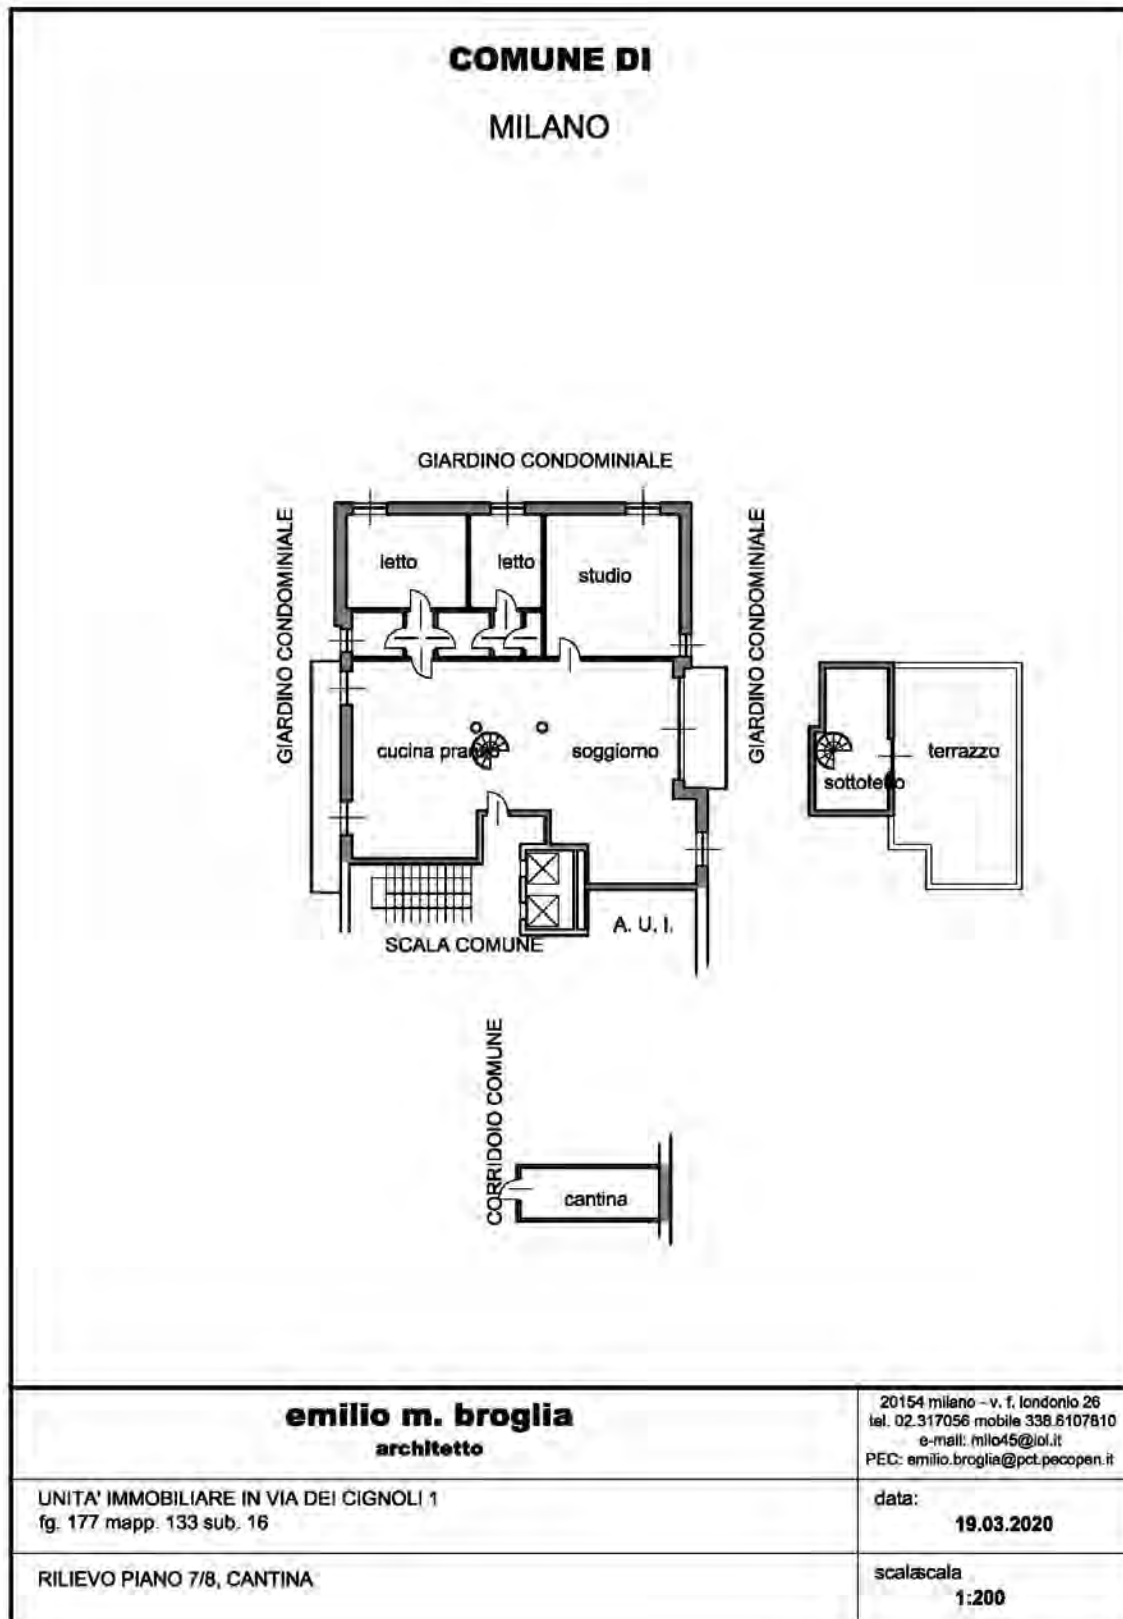 COMUNE DI
MILANO
GIARDINO CONDOMINIALE
GIARDINO CONDOMINIALE
GIARDINO CONDOMINIALE
letto
letto
studio
cucina
soggiorno
sottotetto
terrazzo
SCALA COMUNE
A. U. I.
CORRIDOIO COMUNE
cantina
emilio m. broglia
architetto
20154 milano - v. f. londonio 26
tel. 02.317056 mobile 338.6107810
e-mail: milo45@iol.it
PEC: emilio.broglia@pct.pecopen.it
UNITA' IMMOBILIARE IN VIA DEI CIGNOLI 1
fg. 177 mapp. 133 sub. 16
data:
19.03.2020
RILIEVO PIANO 7/8, CANTINA
scalascala
1:200